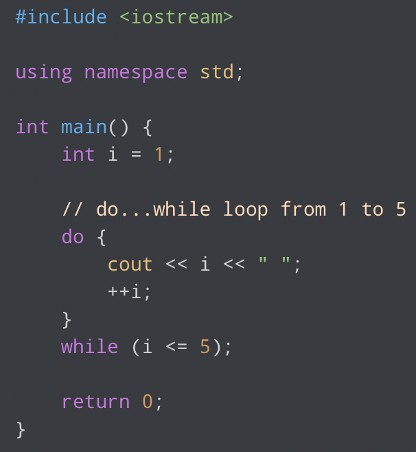 #include <iostream>
using namespace std;
int main() {
    int i = 1;
    // do...while loop from 1 to 5
    do {
        cout << i << " ";
        ++i;
    }
    while (i <= 5);
    return 0;
}